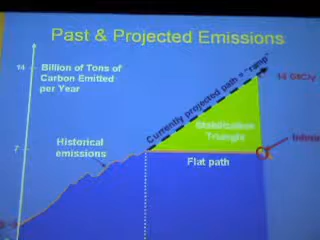 Past & Projected Emissions
14
Billion of Tons of
Carbon Emitted
per Year
Currently projected path = "ramp"
14 GtC/y
Historical
emissions
Stabilization
Triangle
7
Flat path